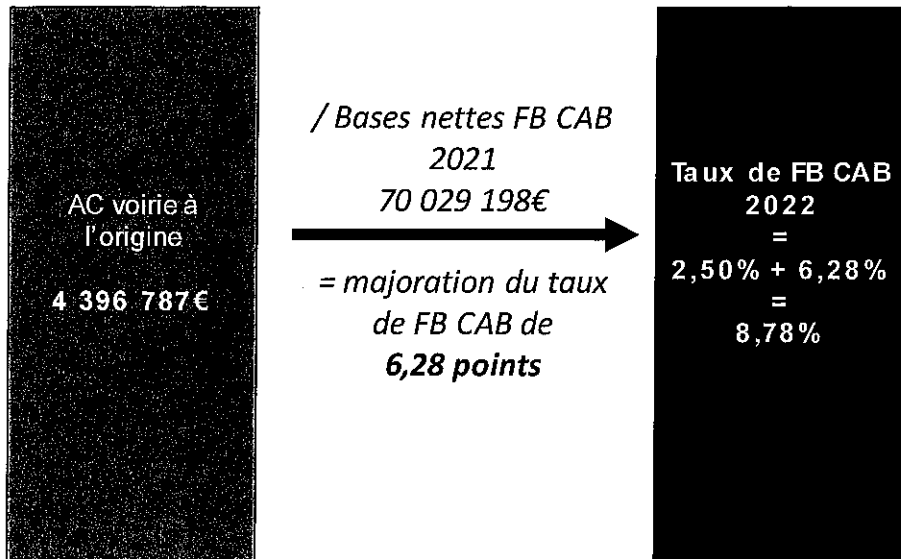 AC voirie à
l'origine
4 396 787€
/ Bases nettes FB CAB
2021
70 029 198€
= majoration du taux
de FB CAB de
6,28 points
Taux de FB CAB
2022
=
2,50% + 6,28%
=
8,78%